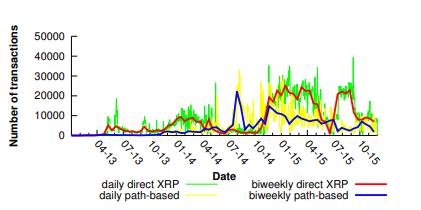 Number of transactions
50000
40000
30000
20000
10000
0
04-13 07-13 10-13 01-14 04-14 07-14 10-14 01-15 04-15 07-15 10-15
Date
daily direct XRP biweekly direct XRP
daily path-based biweekly path-based